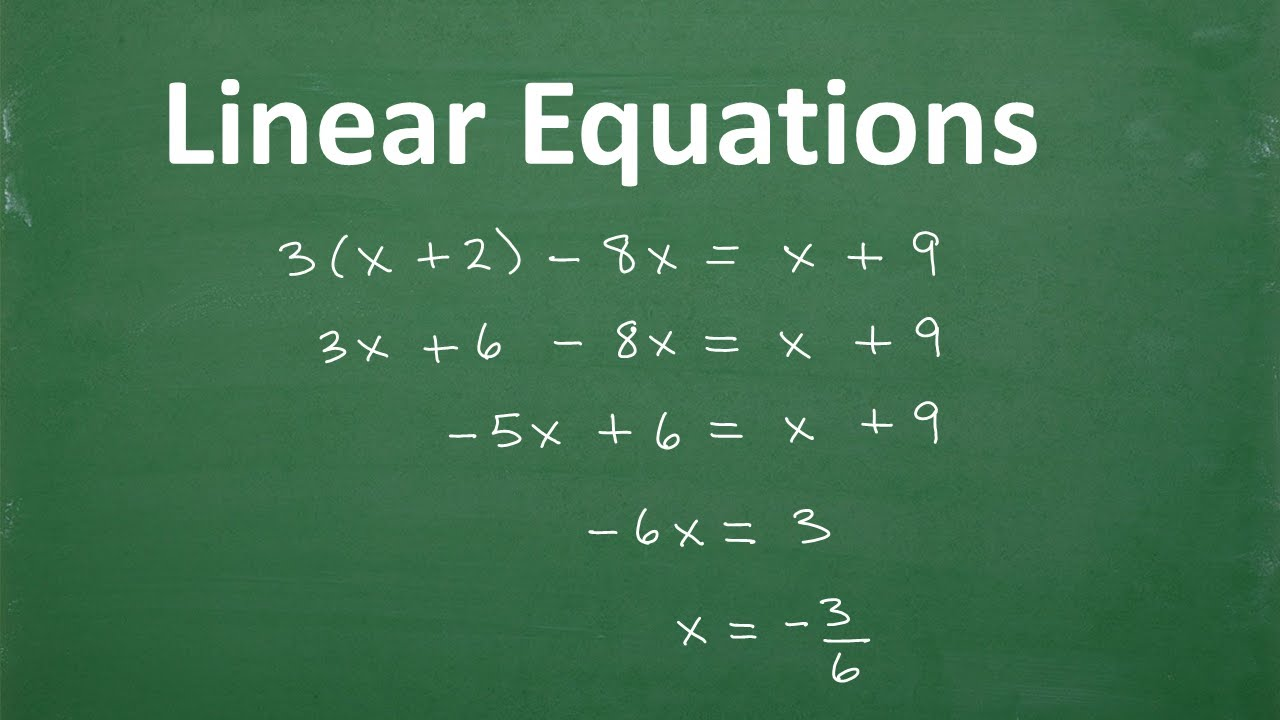 Linear Equations
3(x + 2) - 8x = x + 9
3x + 6 - 8x = x + 9
-5x + 6 = x + 9
-6x = 3
x = -3/6